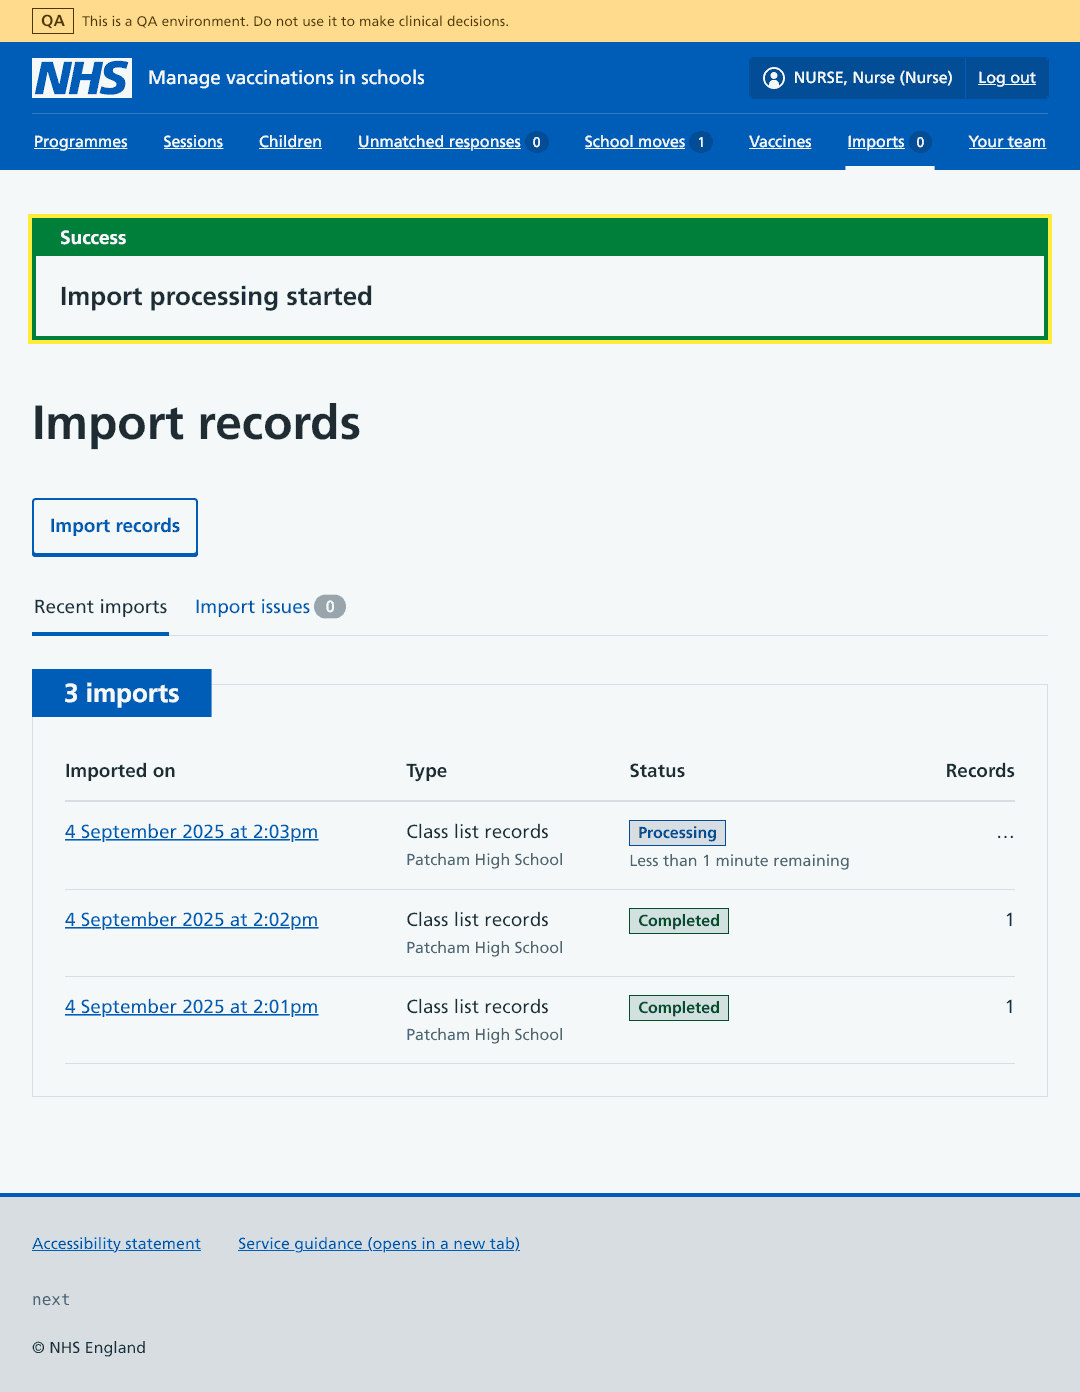 QA This is a QA environment. Do not use it to make clinical decisions.
NHS Manage vaccinations in schools NURSE, Nurse (Nurse) Log out
Programmes Sessions Children Unmatched responses 0 School moves 1 Vaccines Imports 0 Your team
Success
Import processing started
Import records
Import records
Recent imports Import issues 0
3 imports
Imported on Type Status Records
4 September 2025 at 2:03pm Class list records Processing ...
Patcham High School Less than 1 minute remaining
4 September 2025 at 2:02pm Class list records Completed 1
Patcham High School
4 September 2025 at 2:01pm Class list records Completed 1
Patcham High School
Accessibility statement Service guidance (opens in a new tab)
next
© NHS England